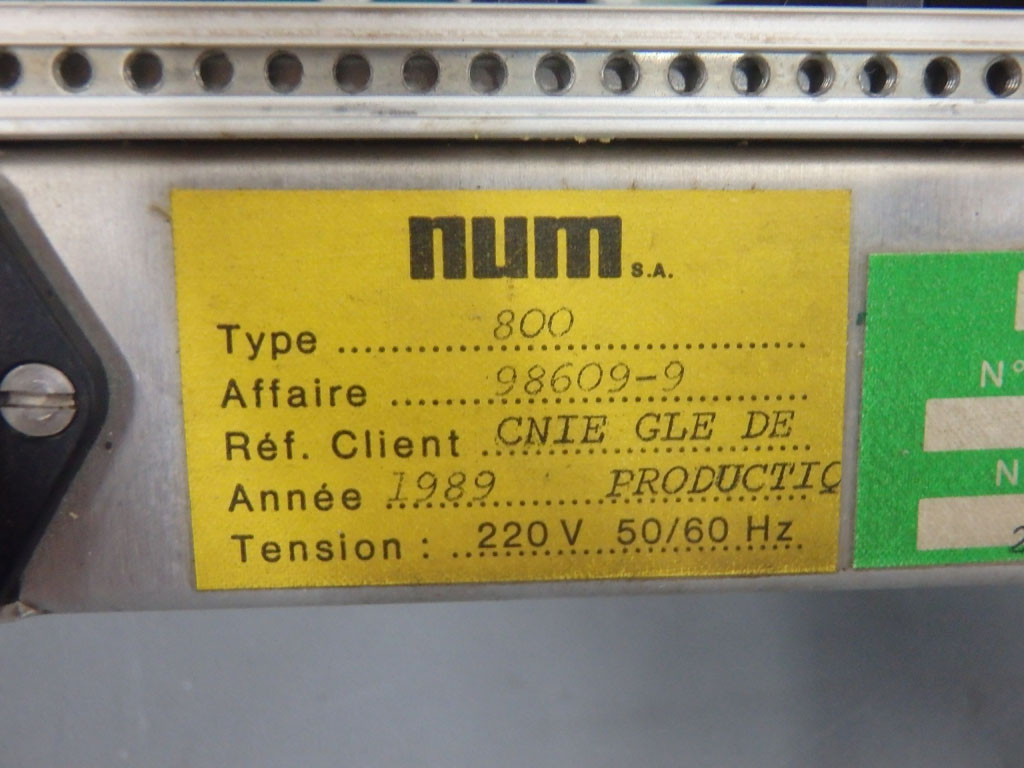 num S.A.
Type 800
Affaire 98609-9
Réf. Client CNIE GLE DE
Année 1989 PRODUCTIO
Tension : 220 V 50/60 Hz
N°
N
2